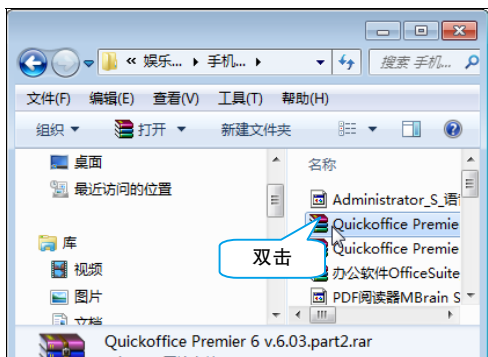 « 娱乐... ▸ 手机... ▸ 搜索 手机...
文件(F) 编辑(E) 查看(V) 工具(T) 帮助(H)
组织 打开 新建文件夹
桌面
最近访问的位置
库
视频
图片
文档
名称
Administrator_S_语音
Quickoffice Premie
Quickoffice Premie
办公软件OfficeSuite
PDF阅读器MBrain S
双击
Quickoffice Premier 6 v.6.03.part2.rar